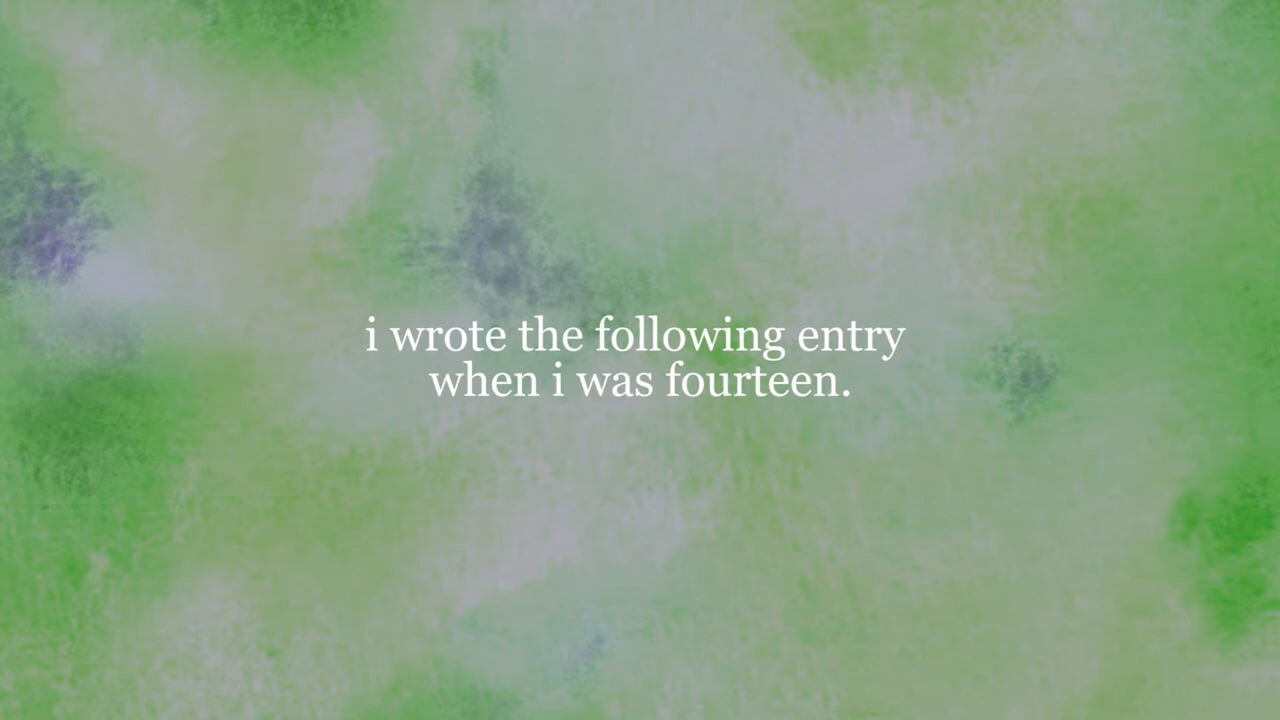 i wrote the following entry
when i was fourteen.